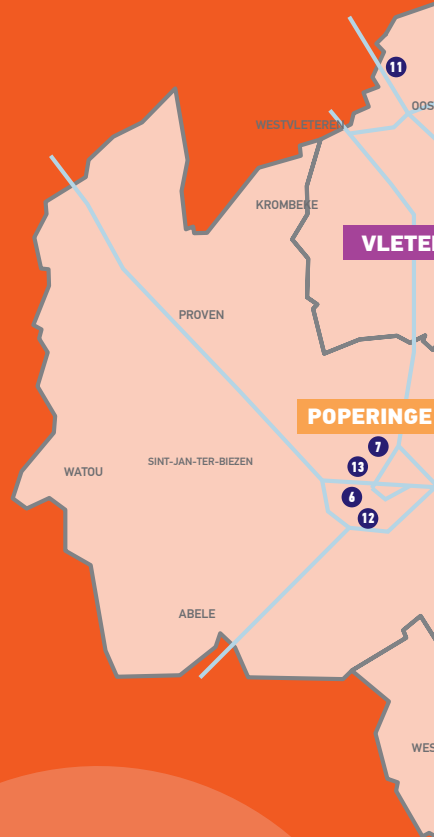 11
OOS
WESTVLETEREN
KROMBEKE
VLETE
PROVEN
POPERINGE
7
13
SINT-JAN-TER-BIEZEN
WATOU
6
12
ABELE
WES